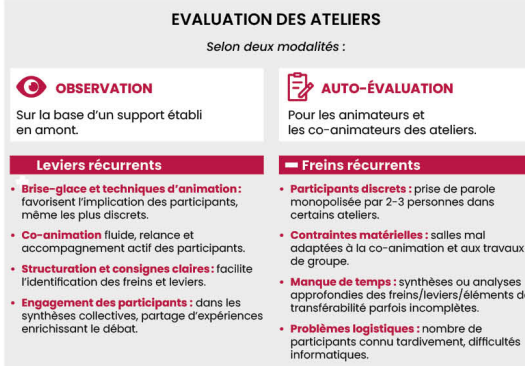 EVALUATION DES ATELIERS
Selon deux modalités :
OBSERVATION
Sur la base d'un support établi
en amont.
AUTO-ÉVALUATION
Pour les animateurs et
les co-animateurs des ateliers.
Leviers récurrents
• Brise-glace et techniques d'animation :
favorisent l'implication des participants,
même les plus discrets.
• Co-animation fluide, relance et
accompagnement actif des participants.
• Structuration et consignes claires : facilite
l'identification des freins et leviers.
• Engagement des participants : dans les
synthèses collectives, partage d'expériences
enrichissant le débat.
Freins récurrents
• Participants discrets : prise de parole
monopolisée par 2-3 personnes dans
certains ateliers.
• Contraintes matérielles : salles mal
adaptées à la co-animation et aux travaux
de groupe.
• Manque de temps : synthèses ou analyses
approfondies des freins/leviers/éléments de
transférabilité parfois incomplètes.
• Problèmes logistiques : nombre de
participants connu tardivement, difficultés
informatiques.